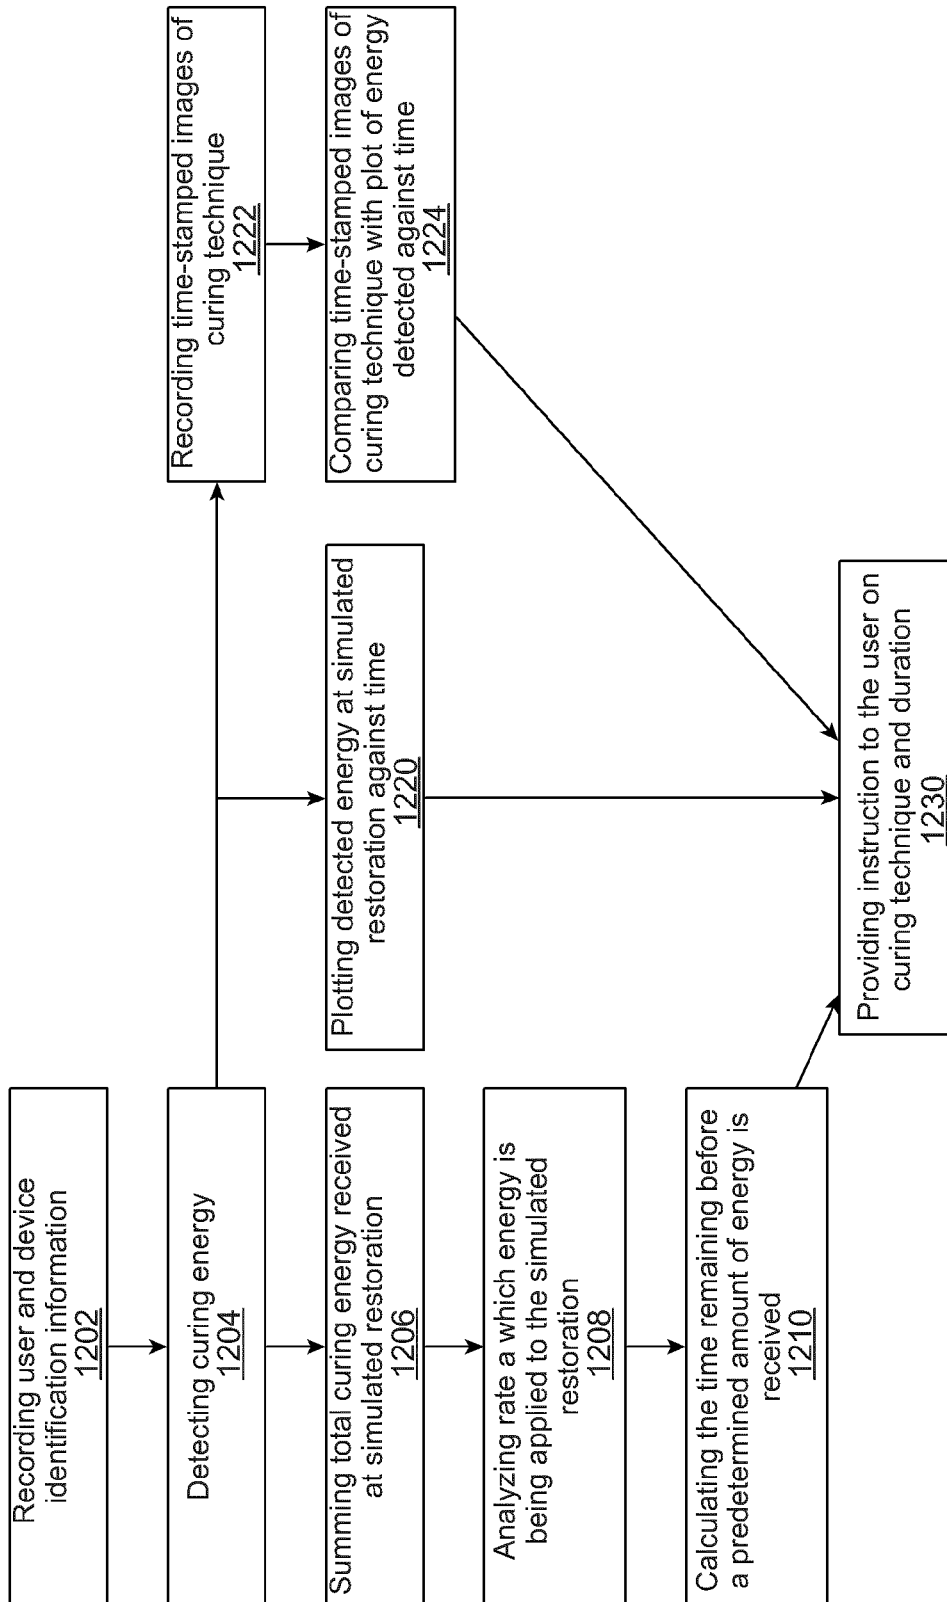 Recording user and device
identification information
1202
Detecting curing energy
1204
Summing total curing energy received
at simulated restoration
1206
Analyzing rate a which energy is
being applied to the simulated
restoration
1208
Calculating the time remaining before
a predetermined amount of energy is
received
1210
Plotting detected energy at simulated
restoration against time
1220
Recording time-stamped images of
curing technique
1222
Comparing time-stamped images of
curing technique with plot of energy
detected against time
1224
Providing instruction to the user on
curing technique and duration
1230